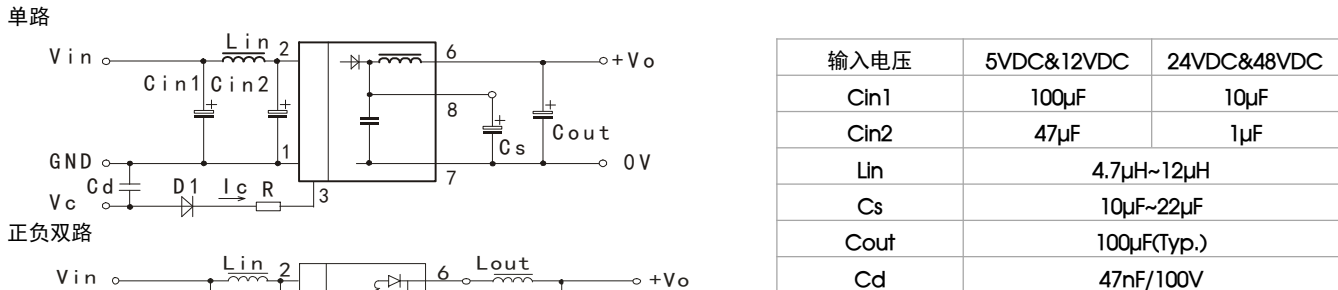 单路
Vin
Lin
2
6
+Vo
Cin1
Cin2
+
+
8
+
Cs
+
Cout
GND
1
7
0V
Cd
D1
Ic
R
3
Vc
正负双路
Vin
Lin
2
6
Lout
+Vo
输入电压 5VDC&12VDC 24VDC&48VDC
Cin1 100µF 10µF
Cin2 47µF 1µF
Lin 4.7µH~12µH
Cs 10µF~22µF
Cout 100µF(Typ.)
Cd 47nF/100V